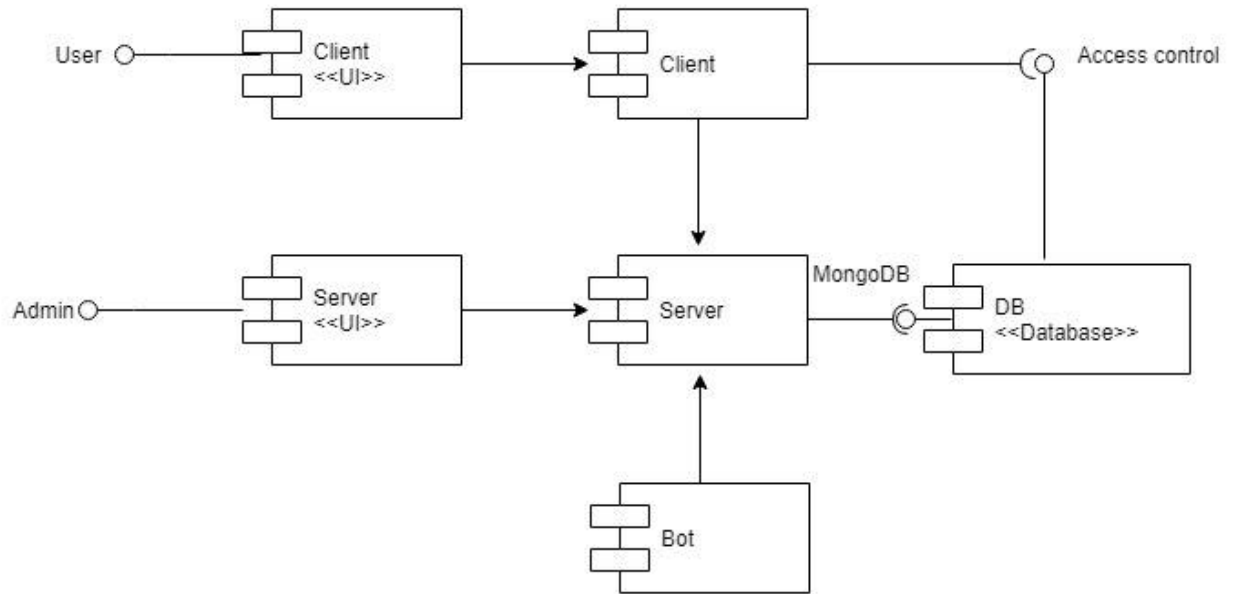 User
Client
<<UI>>
Client
Access control
Admin
Server
<<UI>>
Server
MongoDB
DB
<<Database>>
Bot